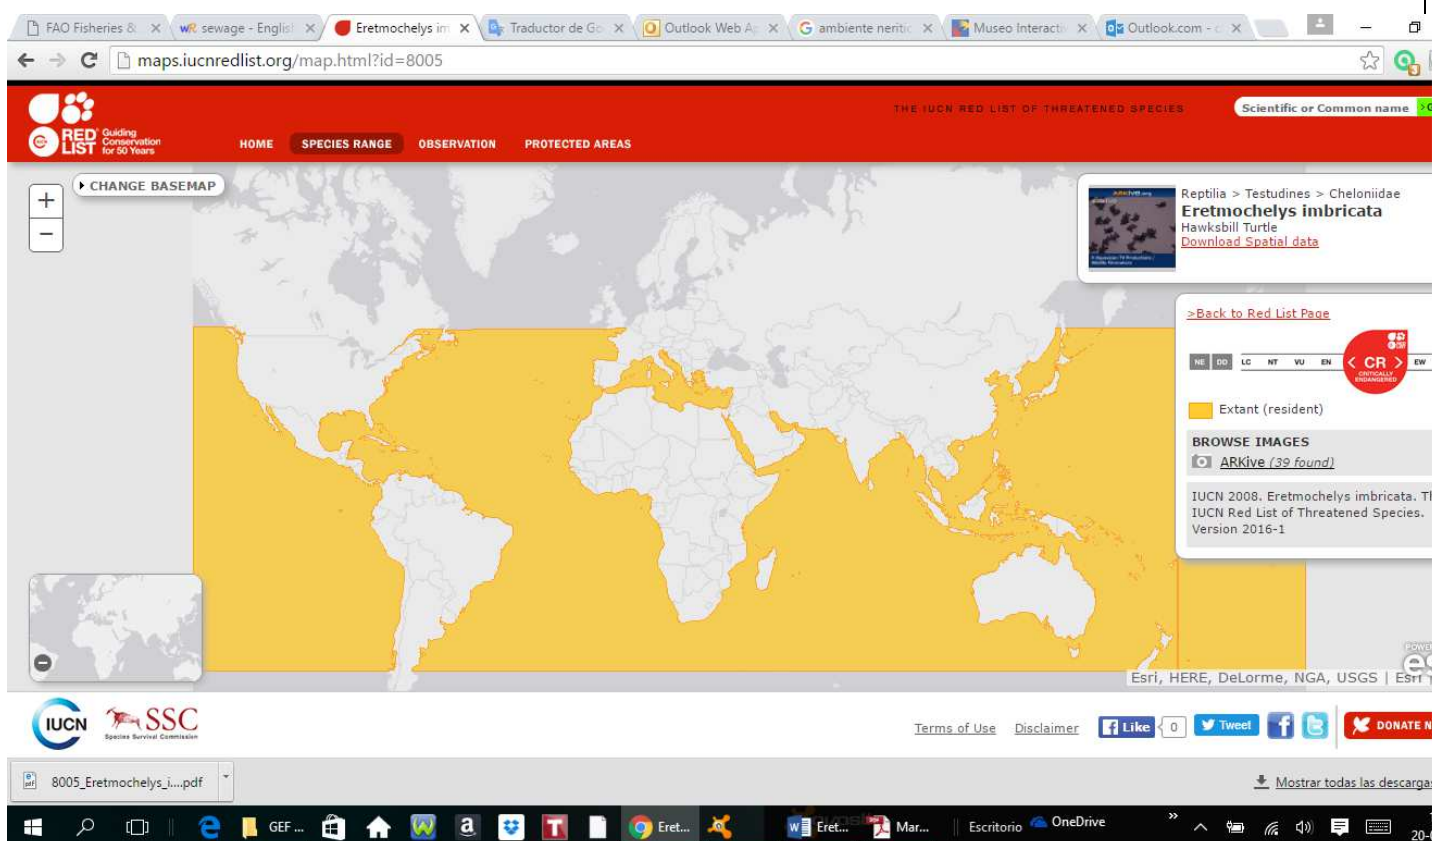 FAO Fisheries &
wR sewage - Englis
Eretmochelys im
Traductor de Go
Outlook Web Ap
ambiente neritic
Museo Interacti
Outlook.com - c
maps.iucnredlist.org/map.html?id=8005
RED LIST
Guiding
Conservation
for 50 Years
THE IUCN RED LIST OF THREATENED SPECIES
Scientific or Common name
HOME SPECIES RANGE OBSERVATION PROTECTED AREAS
+
CHANGE BASEMAP
−
Reptilia > Testudines > Cheloniidae
Eretmochelys imbricata
Hawksbill Turtle
Download Spatial data
>Back to Red List Page
NE DD LC NT VU EN < CR > EW
CRITICALLY
ENDANGERED
Extant (resident)
BROWSE IMAGES
ARKive (39 found)
IUCN 2008. Eretmochelys imbricata. Th
IUCN Red List of Threatened Species.
Version 2016-1
Esri, HERE, DeLorme, NGA, USGS | Esri
IUCN
SSC
Species Survival Commission
Terms of Use Disclaimer Like 0 Tweet DONATE N
8005_Eretmochelys_i....pdf
Mostrar todas las descargas
GEF ... Eret... Eret... Mar... Escritorio OneDrive
20-